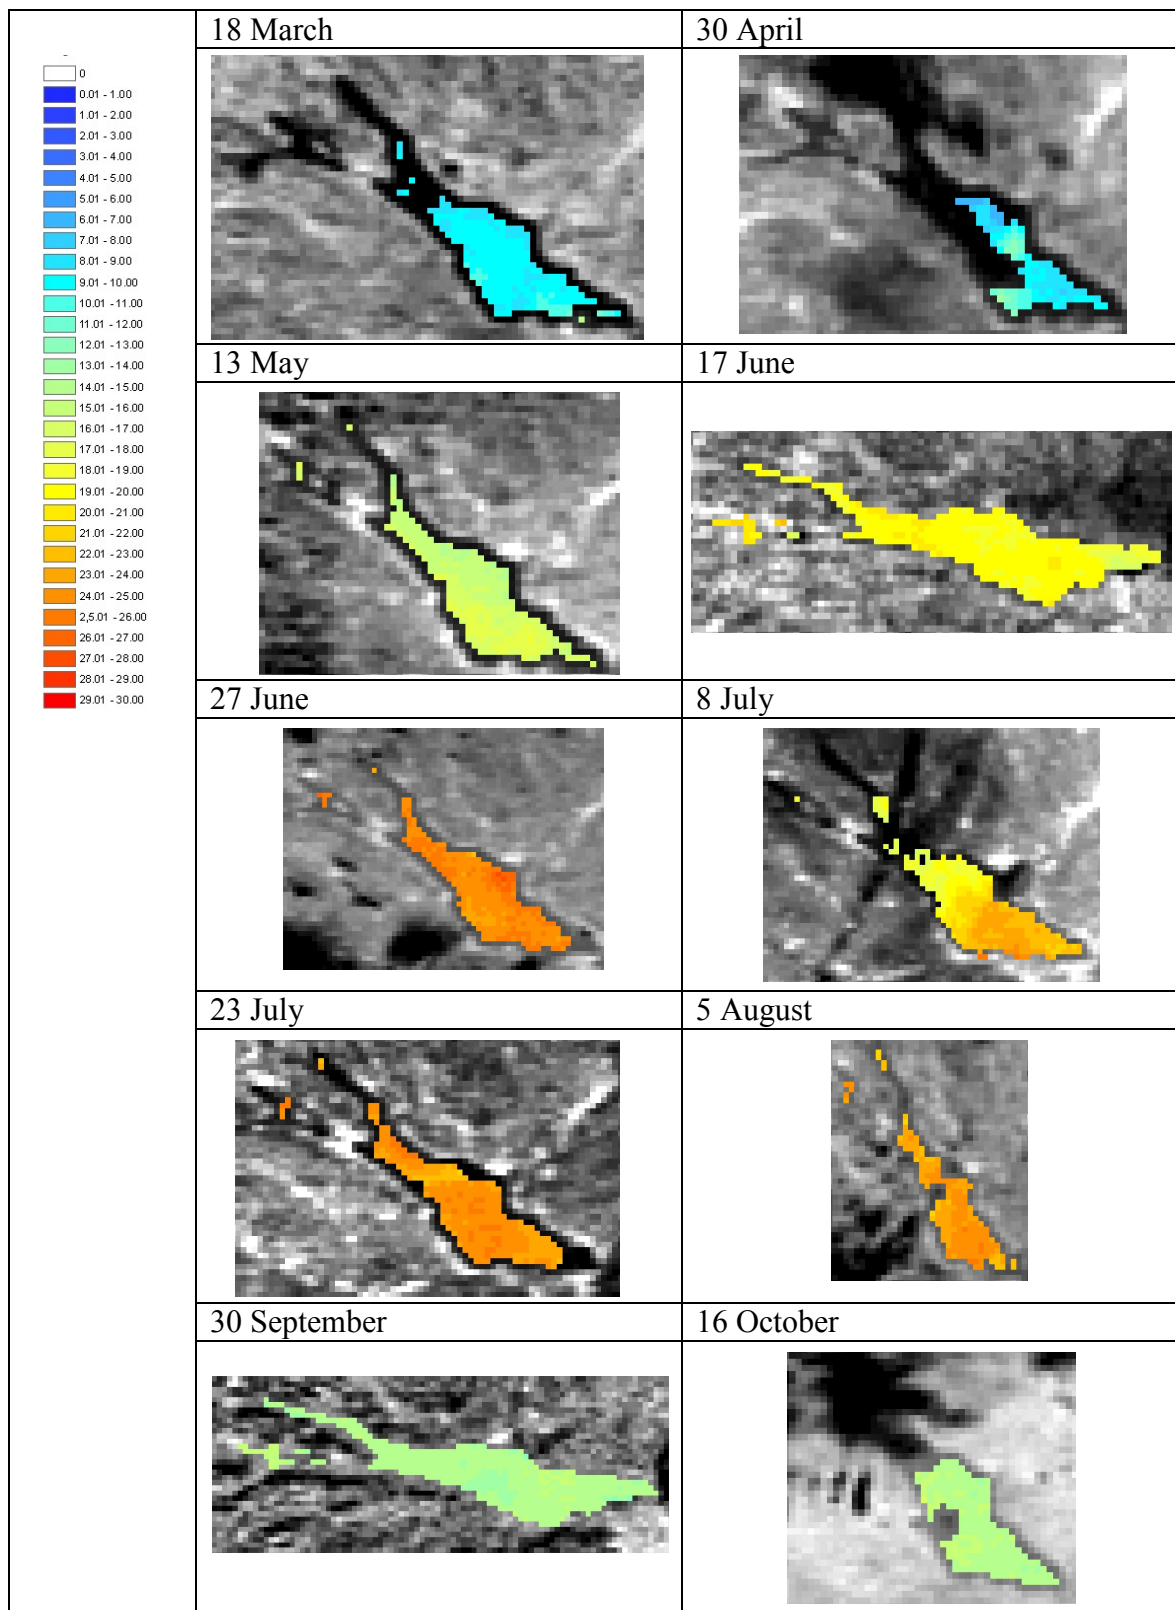 18 March
30 April
0
0.01 - 1.00
1.01 - 2.00
2.01 - 3.00
3.01 - 4.00
4.01 - 5.00
5.01 - 6.00
6.01 - 7.00
7.01 - 8.00
8.01 - 9.00
9.01 - 10.00
10.01 - 11.00
11.01 - 12.00
12.01 - 13.00
13.01 - 14.00
14.01 - 15.00
15.01 - 16.00
16.01 - 17.00
17.01 - 18.00
18.01 - 19.00
19.01 - 20.00
20.01 - 21.00
21.01 - 22.00
22.01 - 23.00
23.01 - 24.00
24.01 - 25.00
2,5.01 - 26.00
26.01 - 27.00
27.01 - 28.00
28.01 - 29.00
29.01 - 30.00
13 May
17 June
27 June
8 July
23 July
5 August
30 September
16 October